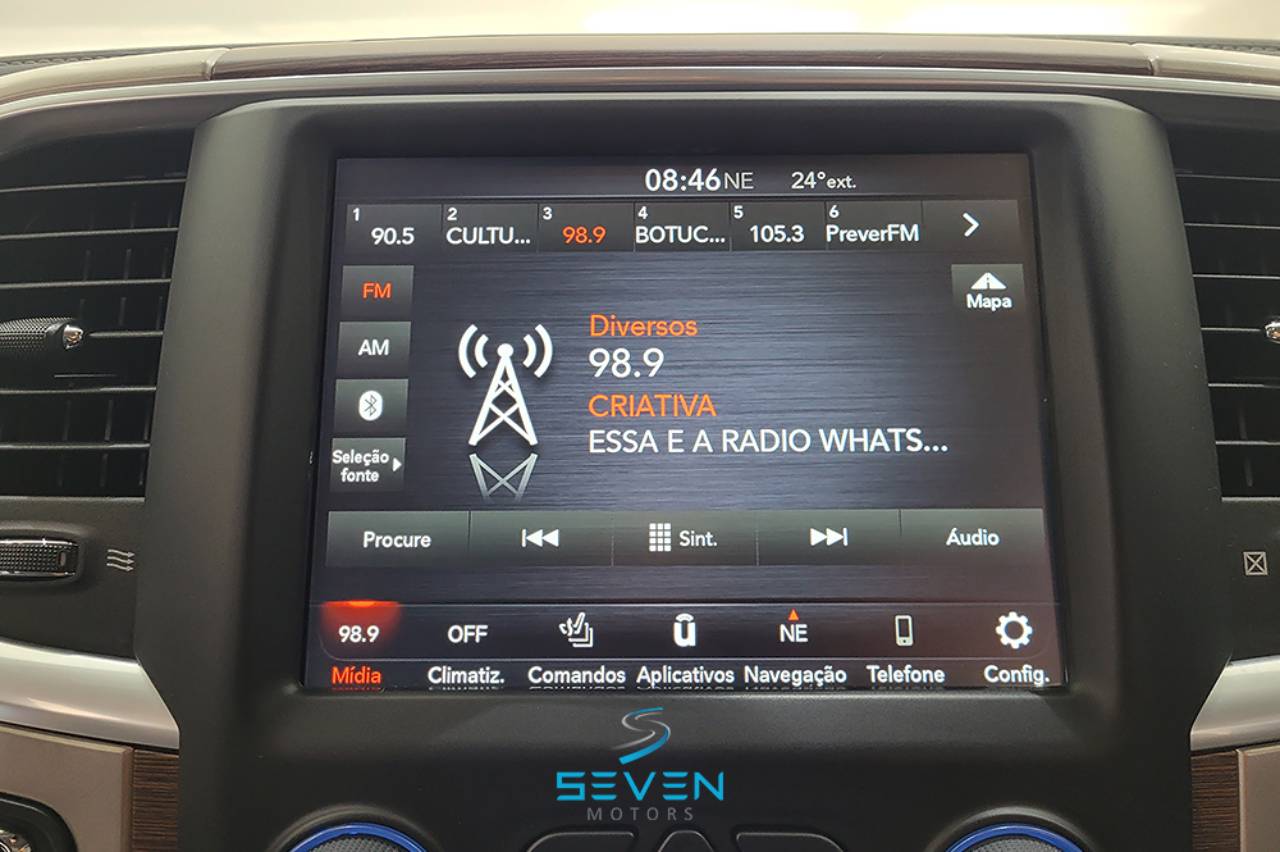 08:46 NE 24° ext.
1 90.5 2 CULTU... 3 98.9 4 BOTUC... 5 105.3 6 PreverFM
FM
Mapa
Diversos
AM
98.9
CRIATIVA
ESSA E A RADIO WHATS...
Seleção
fonte
Procure Sint. Áudio
98.9 OFF ū NE
Mídia Climatiz. Comandos Aplicativos Navegação Telefone Config.
SEVEN
MOTORS